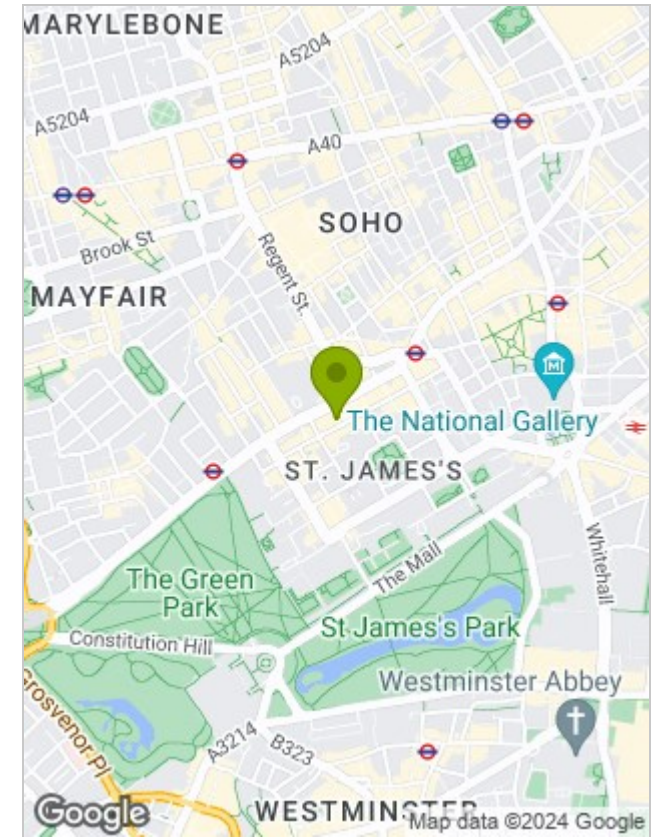 MARYLEBONE
A5204
A5204
A40
SOHO
Brook St
Regent St.
MAYFAIR
The National Gallery
ST. JAMES'S
Whitehall
The Mall
The Green
Park
St James's Park
Constitution Hill
Westminster Abbey
Grosvenor Pl
A3214
B323
WESTMINSTER
Google
Map data ©2024 Google